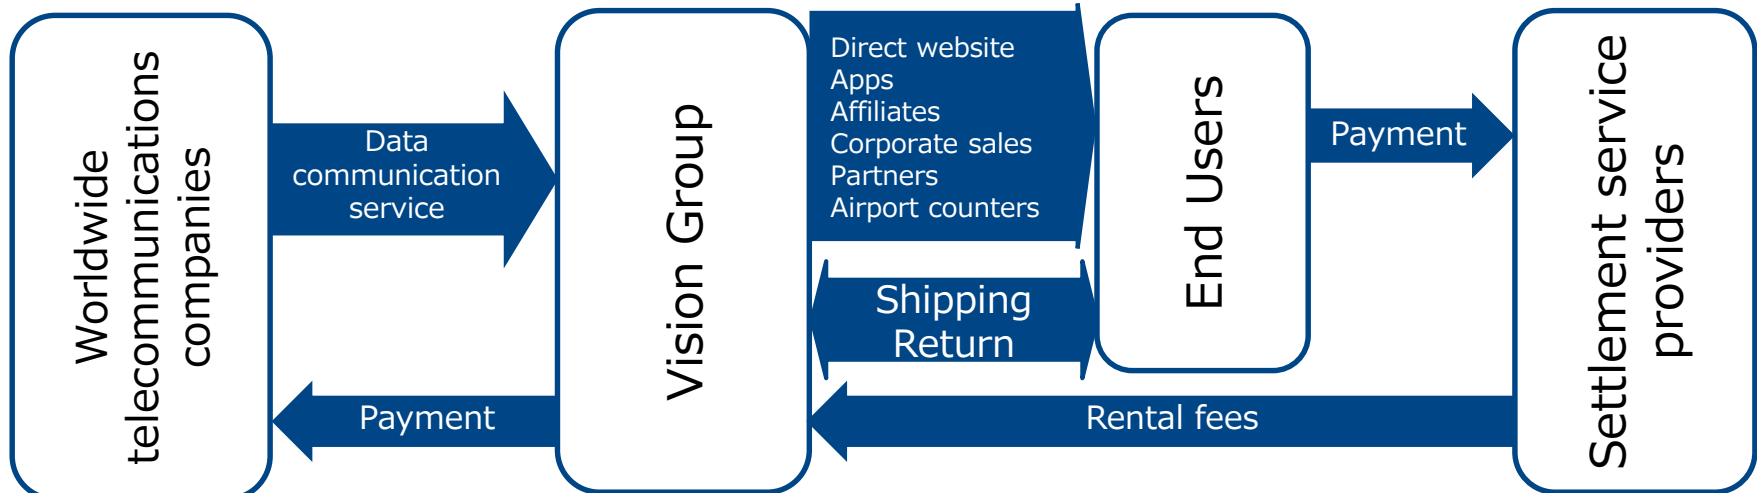 Worldwide
telecommunications
companies
Data
communication
service
Payment
Vision Group
Direct website
Apps
Affiliates
Corporate sales
Partners
Airport counters
Shipping
Return
End Users
Payment
Rental fees
Settlement service
providers